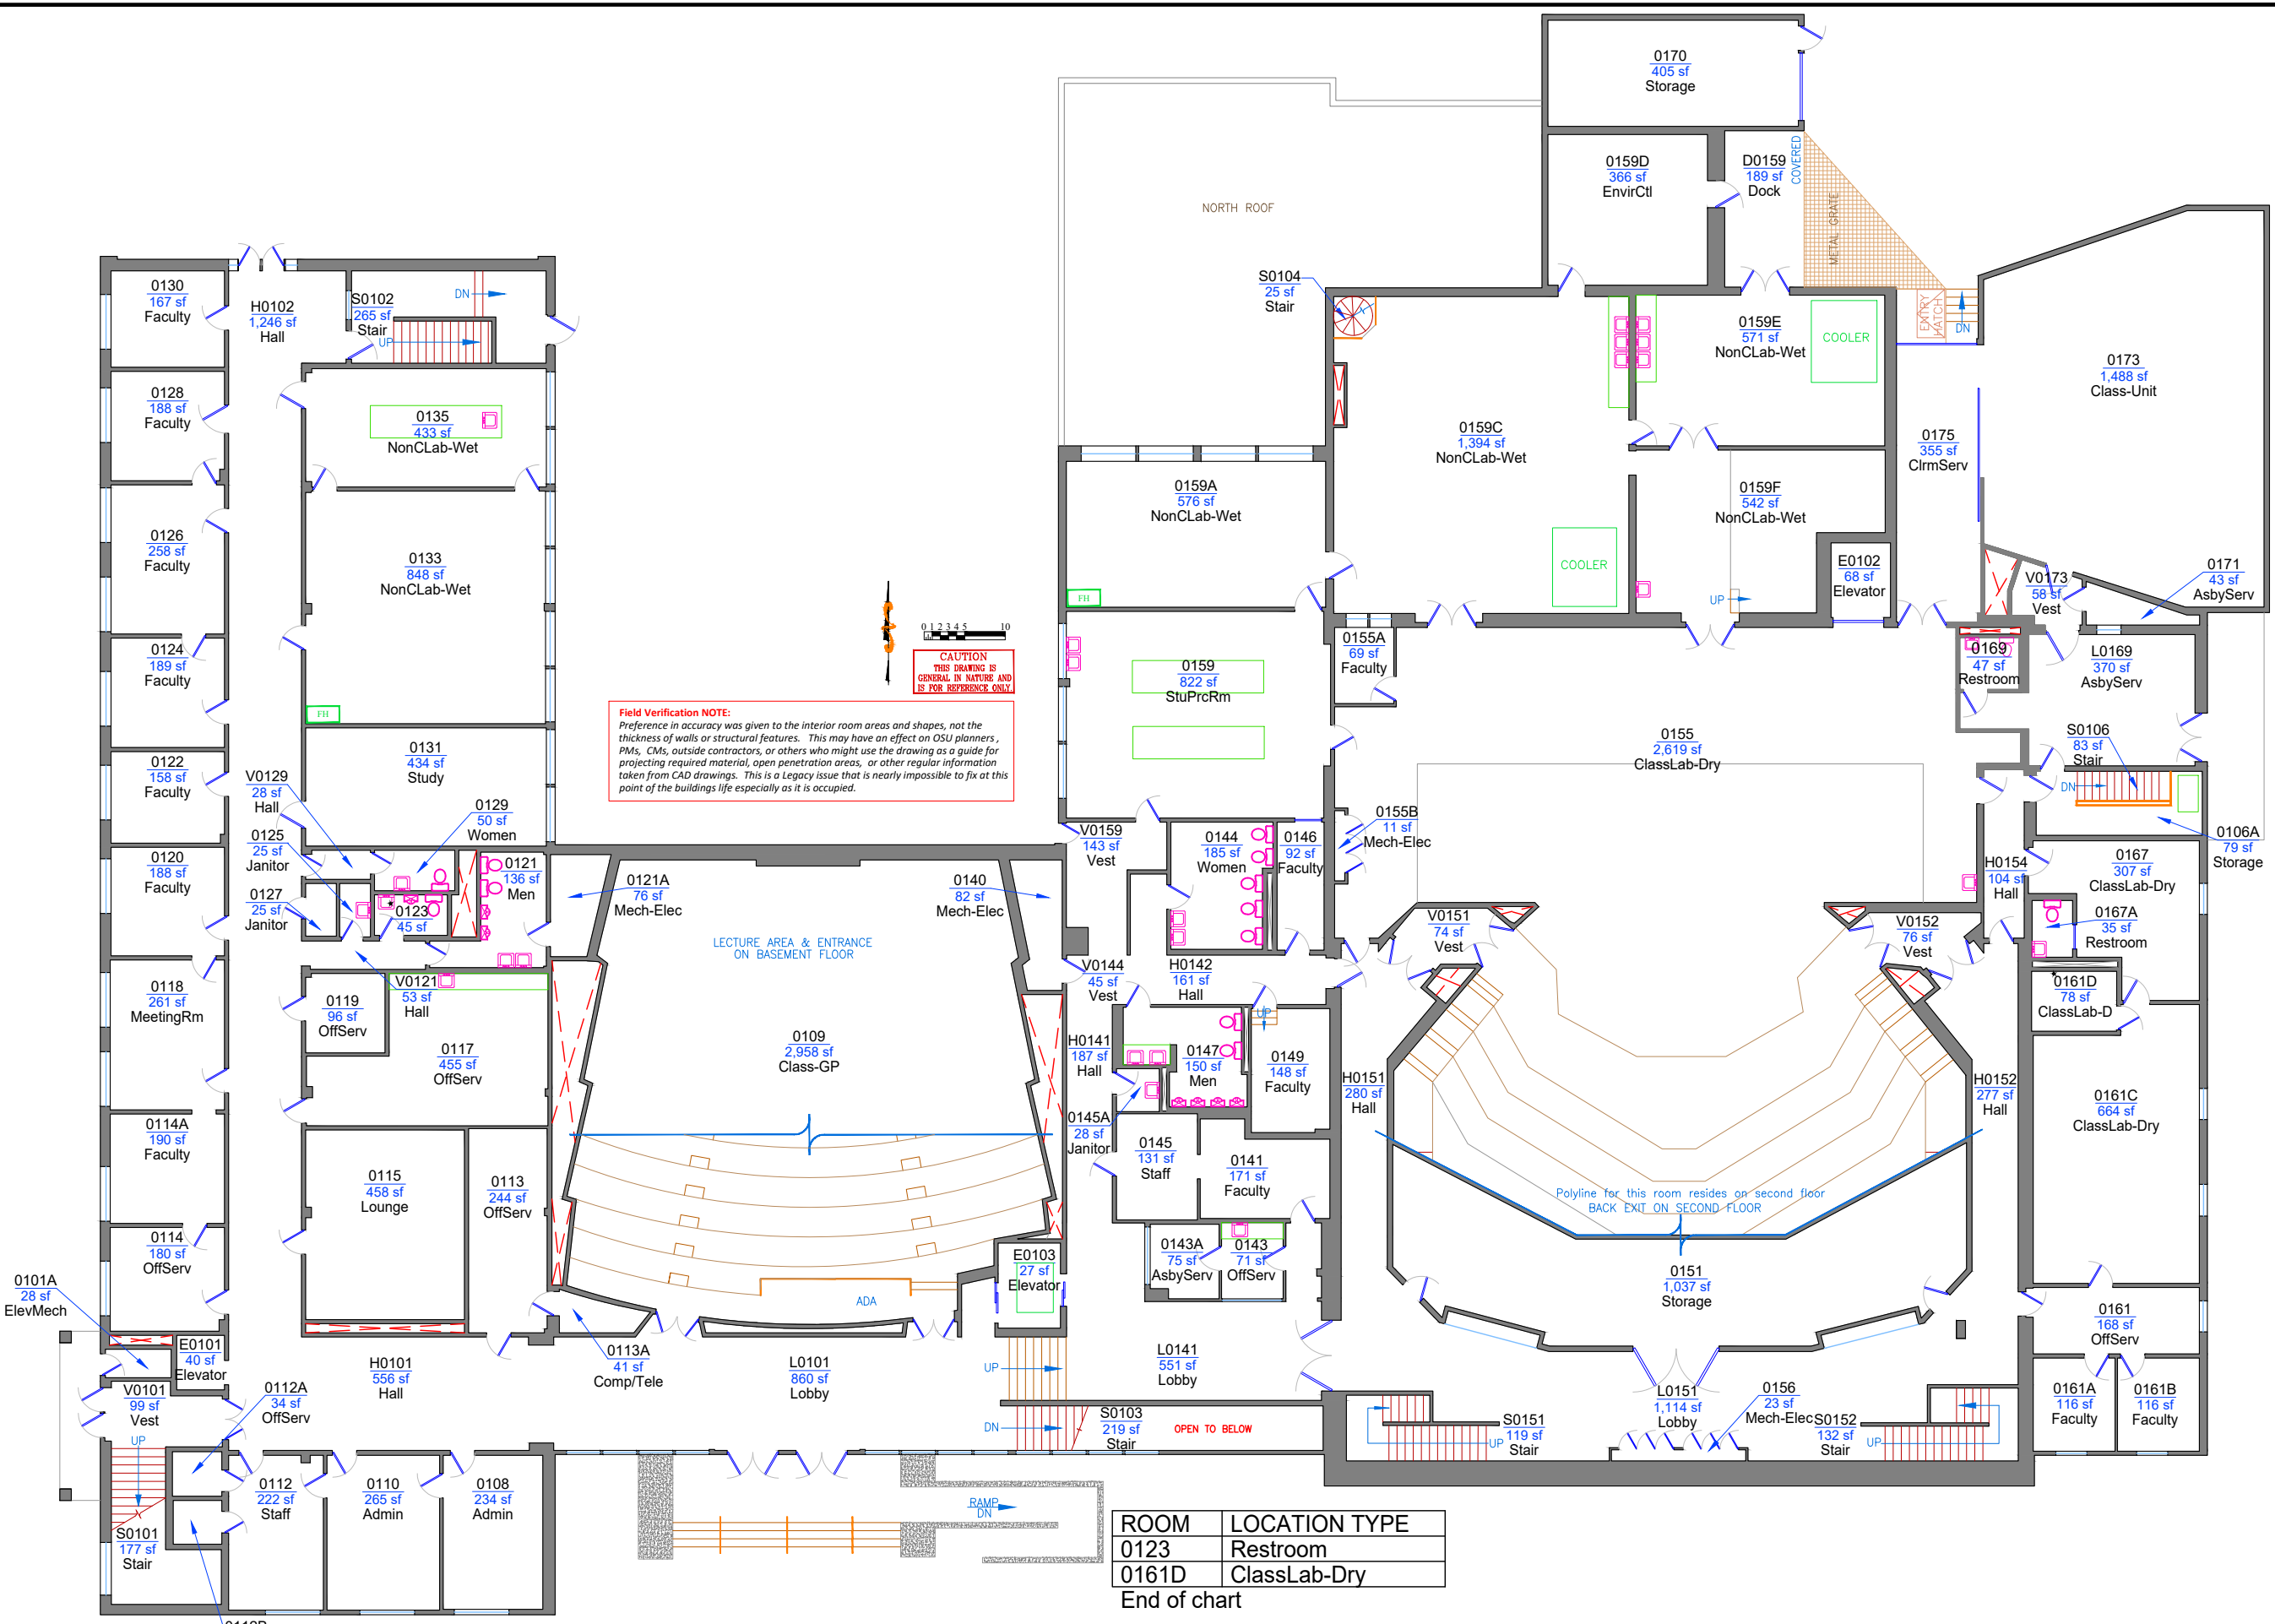 0170
405 sf
Storage
0159D
366 sf
EnvirCtl
D0159
189 sf
Dock
COVERED
METAL GRATE
NORTH ROOF
ENTRY
HATCH
DN
S0104
25 sf
Stair
0130
167 sf
Faculty
H0102
1,246 sf
Hall
S0102
265 sf
Stair
DN
UP
0159E
571 sf
NonCLab-Wet
COOLER
0173
1,488 sf
Class-Unit
0128
188 sf
Faculty
0135
433 sf
NonCLab-Wet
0159C
1,394 sf
NonCLab-Wet
0175
355 sf
ClrmServ
0159A
576 sf
NonCLab-Wet
0159F
542 sf
NonCLab-Wet
0126
258 sf
Faculty
0133
848 sf
NonCLab-Wet
COOLER
E0102
68 sf
Elevator
UP
V0173
58 sf
Vest
0171
43 sf
AsbyServ
FH
0 1 2 3 4 5 10
CAUTION
THIS DRAWING IS
GENERAL IN NATURE AND
IS FOR REFERENCE ONLY.
0124
189 sf
Faculty
0155A
69 sf
Faculty
0159
822 sf
StuPrcRm
0169
47 sf
Restroom
L0169
370 sf
AsbyServ
FH
Field Verification NOTE:
Preference in accuracy was given to the interior room areas and shapes, not the
thickness of walls or structural features. This may have an effect on OSU planners ,
PMs, CMs, outside contractors, or others who might use the drawing as a guide for
projecting required material, open penetration areas, or other regular information
taken from CAD drawings. This is a Legacy issue that is nearly impossible to fix at this
point of the buildings life especially as it is occupied.
0131
434 sf
Study
0155
2,619 sf
ClassLab-Dry
S0106
83 sf
Stair
DN
0122
158 sf
Faculty
V0129
28 sf
Hall
0129
50 sf
Women
0125
25 sf
Janitor
V0159
143 sf
Vest
0144
185 sf
Women
0146
92 sf
Faculty
0155B
11 sf
Mech-Elec
0106A
79 sf
Storage
0120
188 sf
Faculty
0127
25 sf
Janitor
0123
45 sf
0121
136 sf
Men
0121A
76 sf
Mech-Elec
0140
82 sf
Mech-Elec
H0154
104 sf
Hall
0167
307 sf
ClassLab-Dry
0167A
35 sf
Restroom
V0151
74 sf
Vest
V0152
76 sf
Vest
LECTURE AREA & ENTRANCE
ON BASEMENT FLOOR
0118
261 sf
MeetingRm
0119
96 sf
OffServ
V0121
53 sf
Hall
V0144
45 sf
Vest
H0142
161 sf
Hall
0161D
78 sf
ClassLab-D
UP
0117
455 sf
OffServ
0109
2,958 sf
Class-GP
H0141
187 sf
Hall
0147
150 sf
Men
0149
148 sf
Faculty
H0151
280 sf
Hall
H0152
277 sf
Hall
0161C
664 sf
ClassLab-Dry
0114A
190 sf
Faculty
0145A
28 sf
Janitor
0145
131 sf
Staff
0141
171 sf
Faculty
0115
458 sf
Lounge
0113
244 sf
OffServ
Polyline for this room resides on second floor
BACK EXIT ON SECOND FLOOR
0114
180 sf
OffServ
0143A
75 sf
AsbyServ
0143
71 sf
OffServ
E0103
27 sf
Elevator
0151
1,037 sf
Storage
0101A
28 sf
ElevMech
ADA
0161
168 sf
OffServ
E0101
40 sf
Elevator
H0101
556 sf
Hall
0113A
41 sf
Comp/Tele
L0101
860 sf
Lobby
UP
L0141
551 sf
Lobby
V0101
99 sf
Vest
0112A
34 sf
OffServ
L0151
1,114 sf
Lobby
0156
23 sf
Mech-Elec
0161A
116 sf
Faculty
0161B
116 sf
Faculty
UP
DN
S0103
219 sf
Stair
OPEN TO BELOW
S0151
119 sf
Stair
UP
S0152
132 sf
Stair
UP
0112
222 sf
Staff
0110
265 sf
Admin
0108
234 sf
Admin
RAMP
DN
S0101
177 sf
Stair
ROOM LOCATION TYPE
0123 Restroom
0161D ClassLab-Dry
End of chart